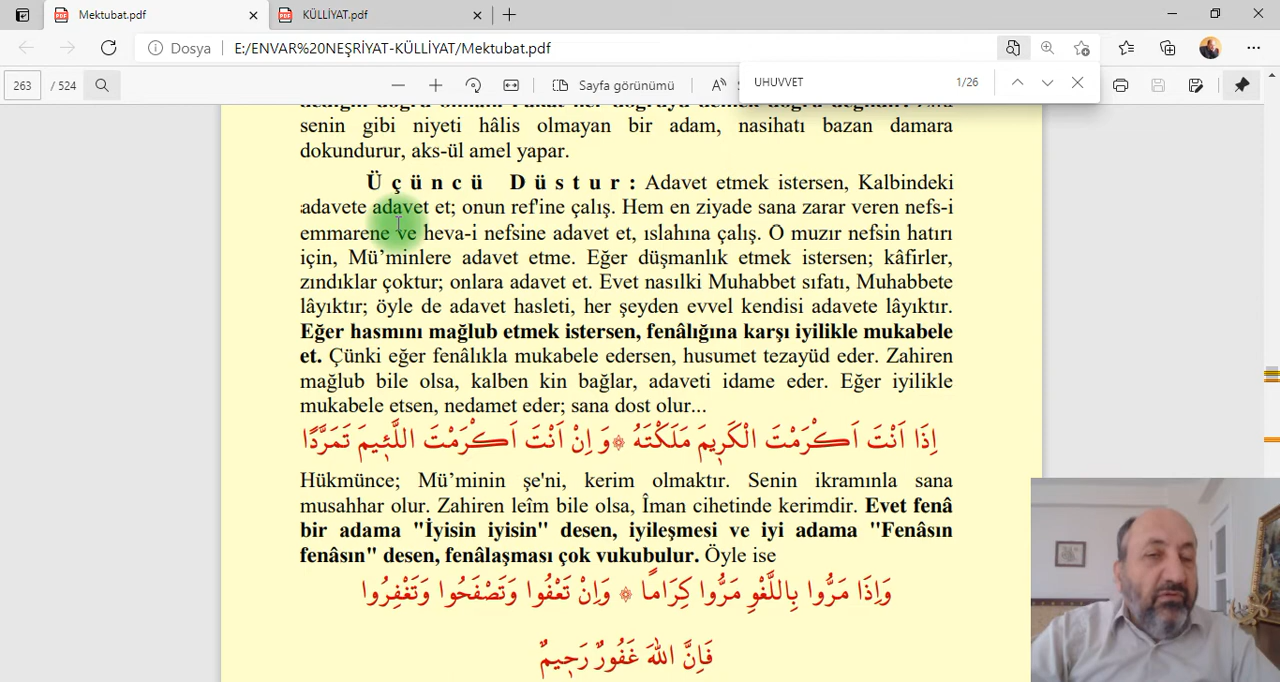 Mektubat.pdf
KÜLLİYAT.pdf
Dosya
E:/ENVAR%20NEŞRİYAT-KÜLLİYAT/Mektubat.pdf
263 / 524
Sayfa görünümü
UHUVVET
1/26
senin gibi niyeti hâlis olmayan bir adam, nasihatı bazan damara
dokundurur, aks-ül amel yapar.
Üçüncü Düstur: Adavet etmek istersen, Kalbindeki
adavete adavet et; onun ref'ine çalış. Hem en ziyade sana zarar veren nefs-i
emmarene ve heva-i nefsine adavet et, ıslahına çalış. O muzır nefsin hatırı
için, Mü’minlere adavet etme. Eğer düşmanlık etmek istersen; kâfirler,
zındıklar çoktur; onlara adavet et. Evet nasılki Muhabbet sıfatı, Muhabbete
lâyıktır; öyle de adavet hasleti, her şeyden evvel kendisi adavete lâyıktır.
Eğer hasmını mağlub etmek istersen, fenâlığına karşı iyilikle mukabele
et. Çünki eğer fenâlıkla mukabele edersen, husumet tezayüd eder. Zahiren
mağlub bile olsa, kalben kin bağlar, adaveti idame eder. Eğer iyilikle
mukabele etsen, nedamet eder; sana dost olur...
اِذَا اَنْتَ اَكْرَمْتَ الْكَرِيمَ مَلَكْتَهُ ۞ وَ اِنْ اَنْتَ اَكْرَمْتَ اللَّئِيمَ تَمَرَّدًا
Hükmünce; Mü’minin şe'ni, kerim olmaktır. Senin ikramınla sana
musahhar olur. Zahiren leîm bile olsa, Îman cihetinde kerimdir. Evet fenâ
bir adama "İyisin iyisin" desen, iyileşmesi ve iyi adama "Fenâsın
fenâsın" desen, fenâlaşması çok vukubulur. Öyle ise
وَاِذَا مَرُّوا بِاللَّغْوِ مَرُّوا كِرَامًا ۞ وَاِنْ تَعْفُوا وَتَصْفَحُوا وَتَغْفِرُوا
فَاِنَّ اللّٰهَ غَفُورٌ رَحِيمٌ